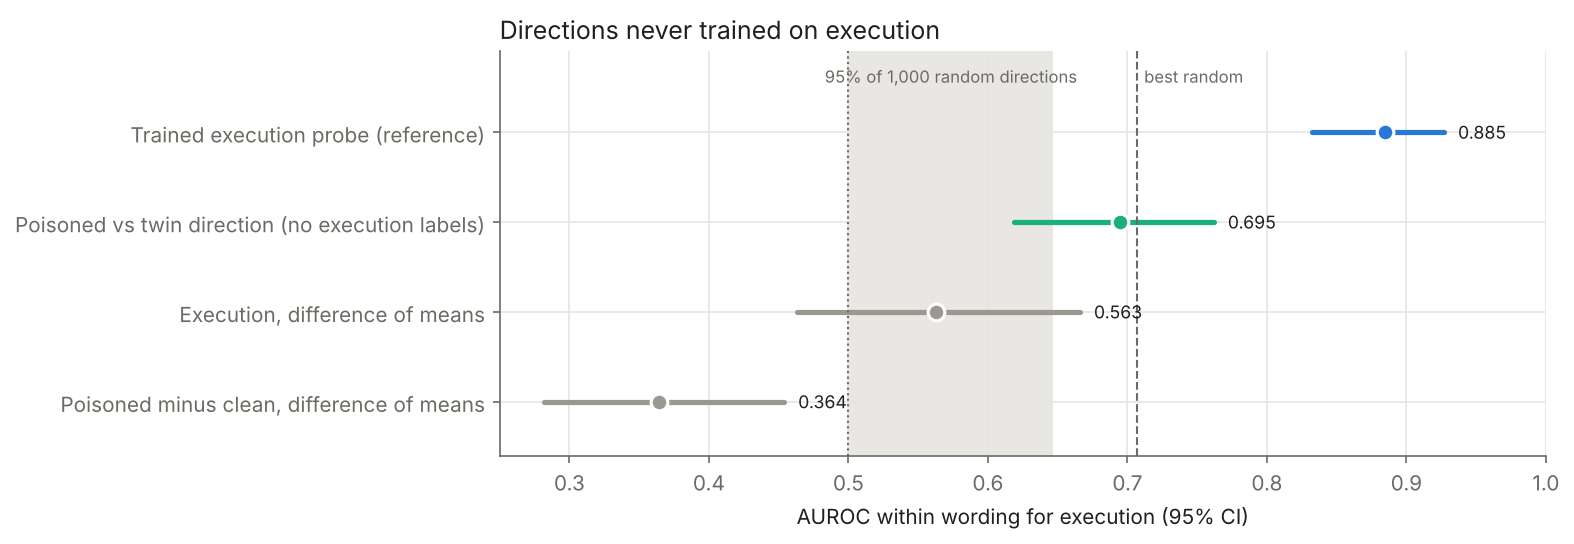 Directions never trained on execution
95% of 1,000 random directions
best random
Trained execution probe (reference)
0.885
Poisoned vs twin direction (no execution labels)
0.695
Execution, difference of means
0.563
Poisoned minus clean, difference of means
0.364
0.3 0.4 0.5 0.6 0.7 0.8 0.9 1.0
AUROC within wording for execution (95% CI)